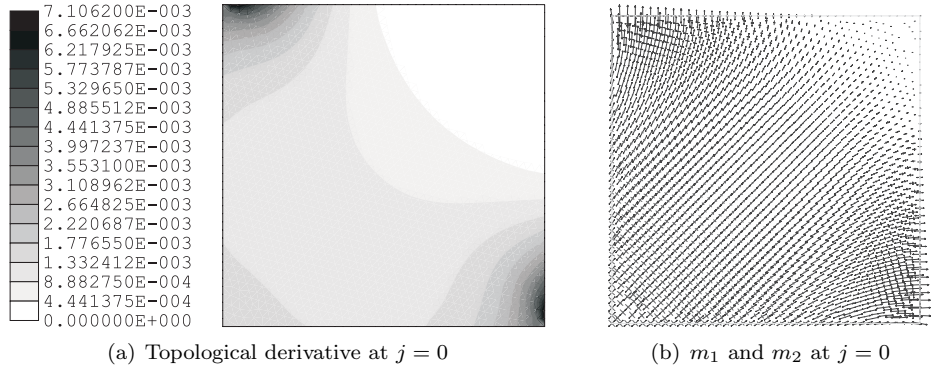 7.106200E-003
6.662062E-003
6.217925E-003
5.773787E-003
5.329650E-003
4.885512E-003
4.441375E-003
3.997237E-003
3.553100E-003
3.108962E-003
2.664825E-003
2.220687E-003
1.776550E-003
1.332412E-003
8.882750E-004
4.441375E-004
0.000000E+000
(a) Topological derivative at j = 0
(b) m₁ and m₂ at j = 0